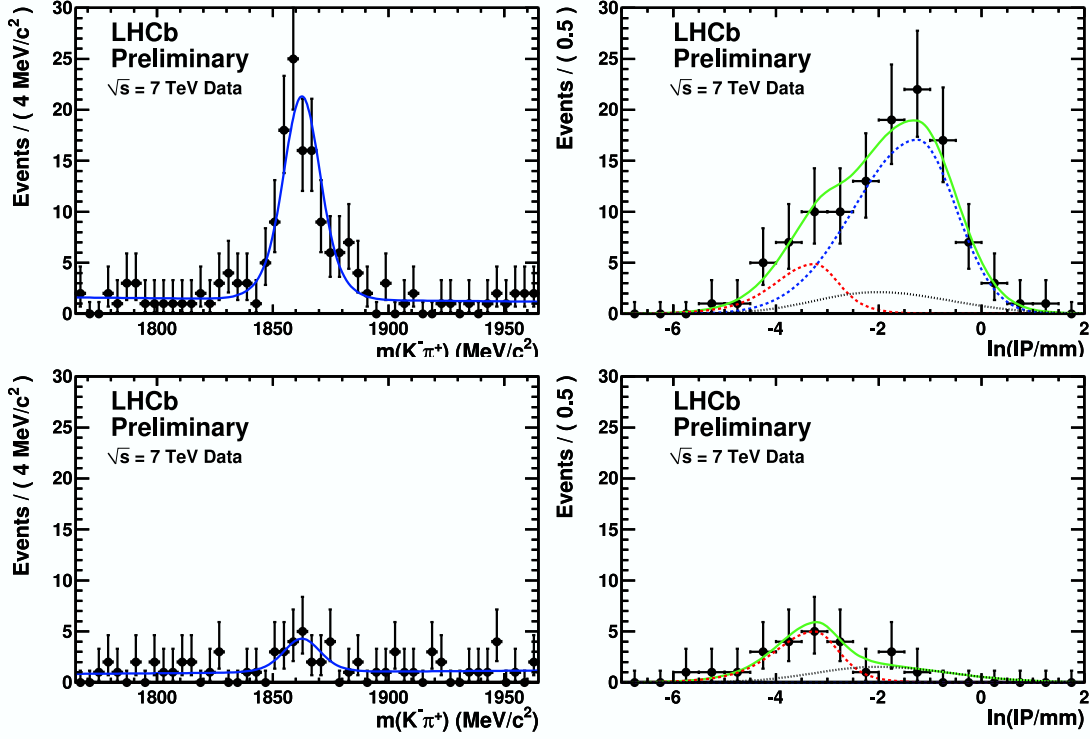 Events / ( 4 MeV/c²)
30
25
20
15
10
5
0
LHCb
Preliminary
√s = 7 TeV Data
1800 1850 1900 1950
m(K⁻π⁺) (MeV/c²)
Events / ( 0.5 )
30
25
20
15
10
5
0
LHCb
Preliminary
√s = 7 TeV Data
-6 -4 -2 0 2
ln(IP/mm)
Events / ( 4 MeV/c²)
30
25
20
15
10
5
0
LHCb
Preliminary
√s = 7 TeV Data
1800 1850 1900 1950
m(K⁻π⁺) (MeV/c²)
Events / ( 0.5 )
30
25
20
15
10
5
0
LHCb
Preliminary
√s = 7 TeV Data
-6 -4 -2 0 2
ln(IP/mm)